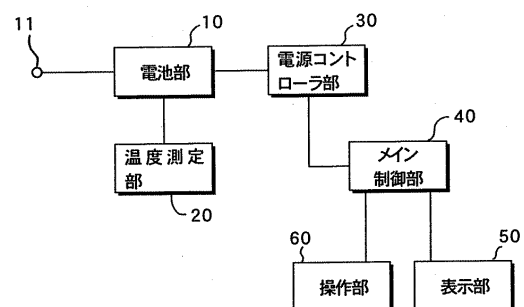 11
10
電池部
30
電源コント
ローラ部
温度測定
部
20
40
メイン
制御部
60
操作部
50
表示部